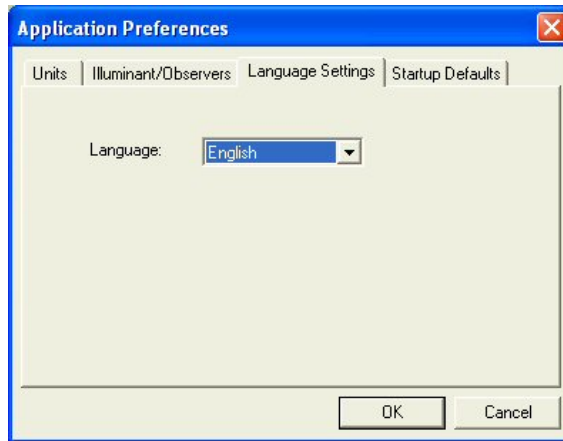 Application Preferences
Units Illuminant/Observers Language Settings Startup Defaults
Language: English
OK Cancel